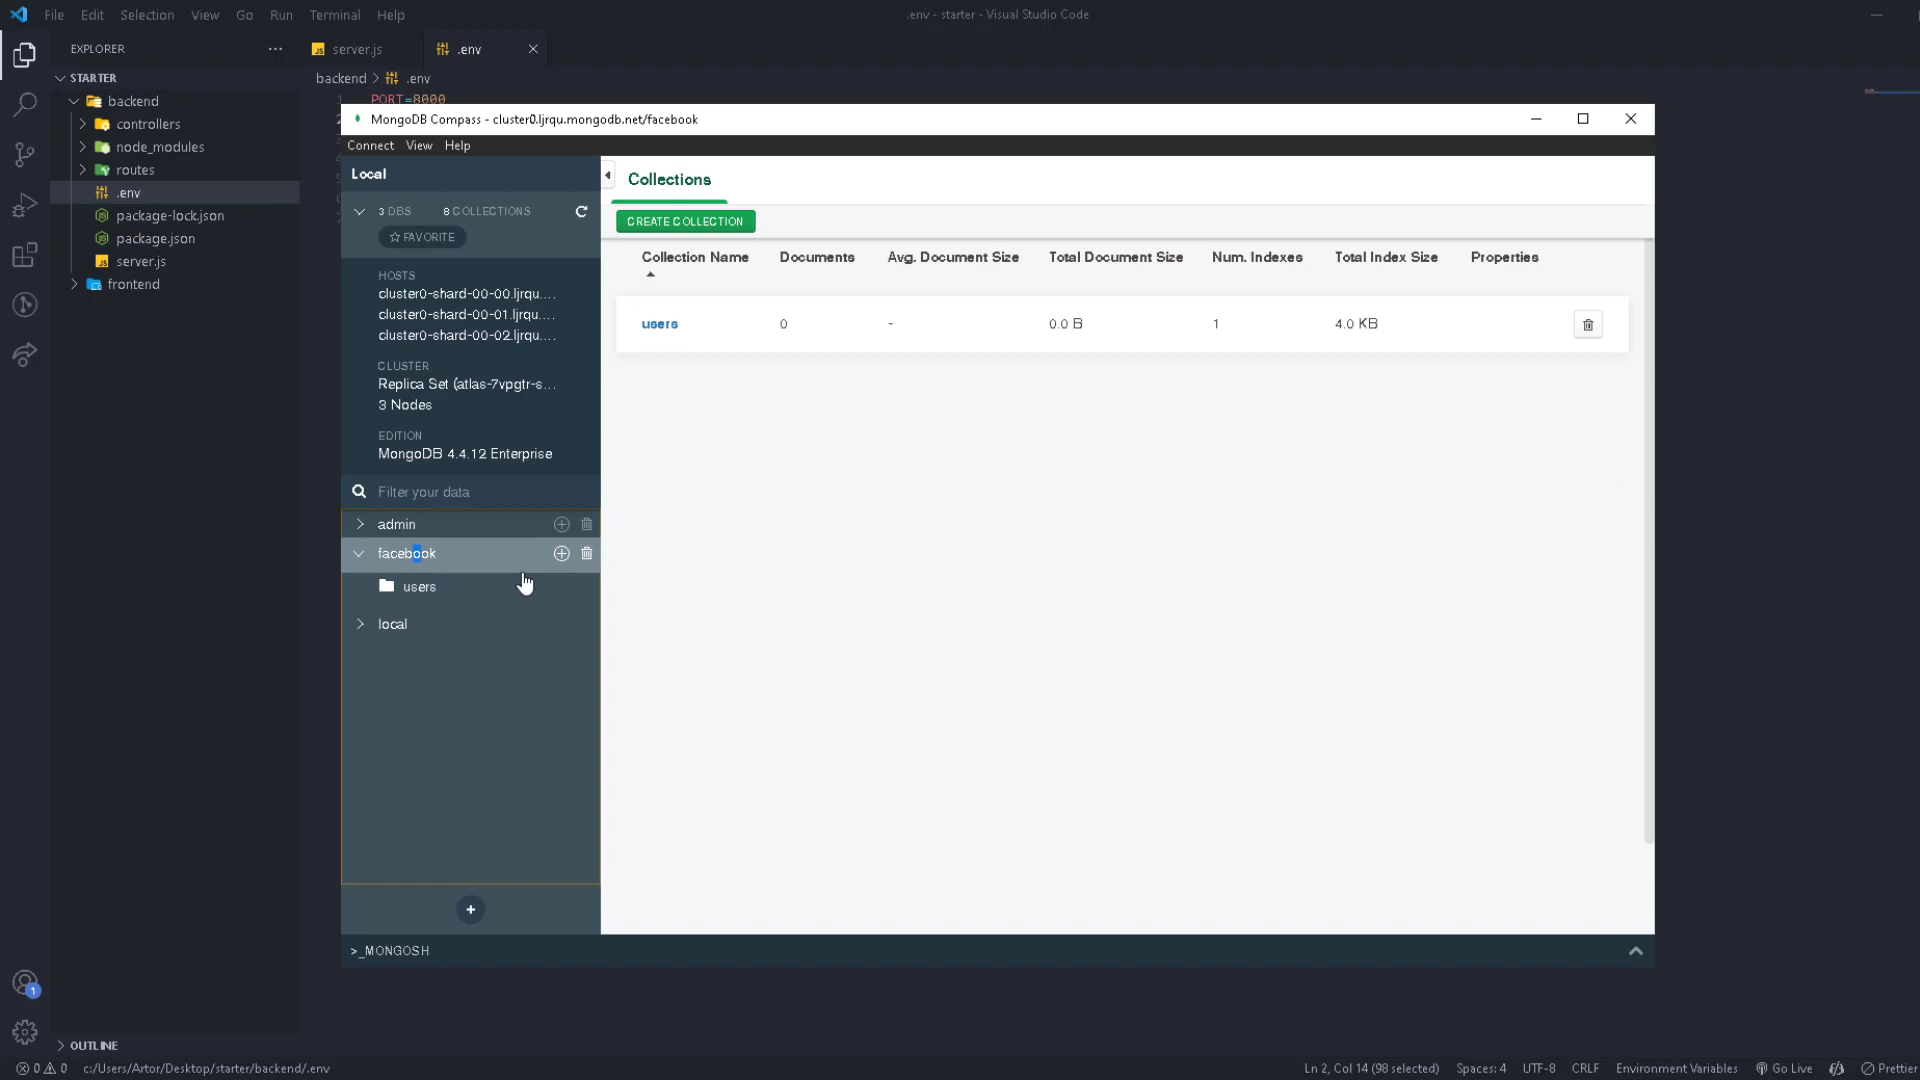 File Edit Selection View Go Run Terminal Help
.env - starter - Visual Studio Code
EXPLORER
server.js
.env
STARTER
backend > .env
backend
controllers
node_modules
routes
.env
package-lock.json
package.json
server.js
frontend
1 PORT=8000
MongoDB Compass - cluster0.ljrqu.mongodb.net/facebook
Connect View Help
Local
3 DBS 8 COLLECTIONS
FAVORITE
HOSTS
cluster0-shard-00-00.ljrqu....
cluster0-shard-00-01.ljrqu....
cluster0-shard-00-02.ljrqu....
CLUSTER
Replica Set (atlas-7vpgtr-s...
3 Nodes
EDITION
MongoDB 4.4.12 Enterprise
Filter your data
admin
facebook
users
local
+
Collections
CREATE COLLECTION
Collection Name Documents Avg. Document Size Total Document Size Num. Indexes Total Index Size Properties
users 0 - 0.0 B 1 4.0 KB
>_MONGOSH
1
OUTLINE
0 0 c:/Users/Artor/Desktop/starter/backend/.env
Ln 2, Col 14 (98 selected) Spaces: 4 UTF-8 CRLF Environment Variables Go Live Prettier